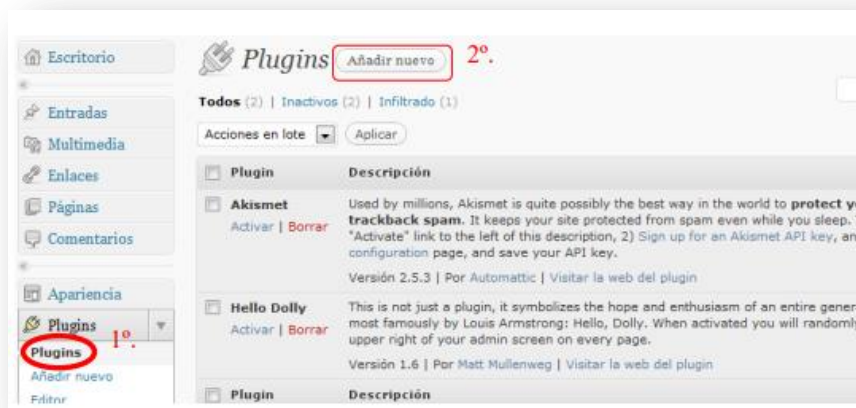 Escritorio
Entradas
Multimedia
Enlaces
Páginas
Comentarios
Apariencia
Plugins
1º.
Plugins
Añadir nuevo
Editor
Plugins Añadir nuevo 2º.
Todos (2) | Inactivos (2) | Infiltrado (1)
Acciones en lote Aplicar
Plugin Descripción
Akismet Used by millions, Akismet is quite possibly the best way in the world to protect
Activar | Borrar trackback spam. It keeps your site protected from spam even while you sleep.
"Activate" link to the left of this description, 2) Sign up for an Akismet API key,
configuration page, and save your API key.
Versión 2.5.3 | Por Automattic | Visitar la web del plugin
Hello Dolly This is not just a plugin, it symbolizes the hope and enthusiasm of an entire
Activar | Borrar most famously by Louis Armstrong: Hello, Dolly. When activated you will randomly
upper right of your admin screen on every page.
Versión 1.6 | Por Matt Mullenweg | Visitar la web del plugin
Plugin Descripción